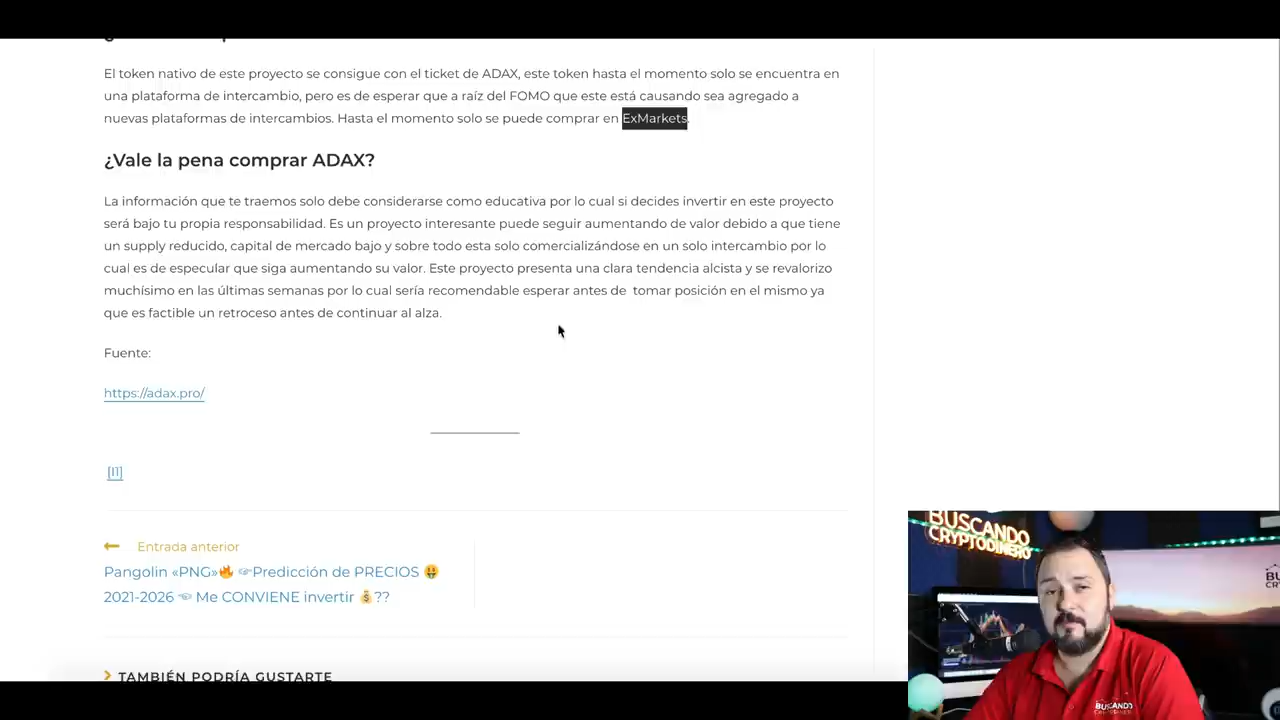 El token nativo de este proyecto se consigue con el ticket de ADAX, este token hasta el momento solo se encuentra en
una plataforma de intercambio, pero es de esperar que a raíz del FOMO que este está causando sea agregado a
nuevas plataformas de intercambios. Hasta el momento solo se puede comprar en ExMarkets.
¿Vale la pena comprar ADAX?
La información que te traemos solo debe considerarse como educativa por lo cual si decides invertir en este proyecto
será bajo tu propia responsabilidad. Es un proyecto interesante puede seguir aumentando de valor debido a que tiene
un supply reducido, capital de mercado bajo y sobre todo esta solo comercializándose en un solo intercambio por lo
cual es de especular que siga aumentando su valor. Este proyecto presenta una clara tendencia alcista y se revalorizo
muchísimo en las últimas semanas por lo cual sería recomendable esperar antes de  tomar posición en el mismo ya
que es factible un retroceso antes de continuar al alza.
Fuente:
https://adax.pro/
[1]
Entrada anterior
Pangolin «PNG»🔥 👉Predicción de PRECIOS 🤑
2021-2026 👈 Me CONVIENE invertir 💰??
TAMBIÉN PODRÍA GUSTARTE
BUSCANDO
CRYPTODINERO